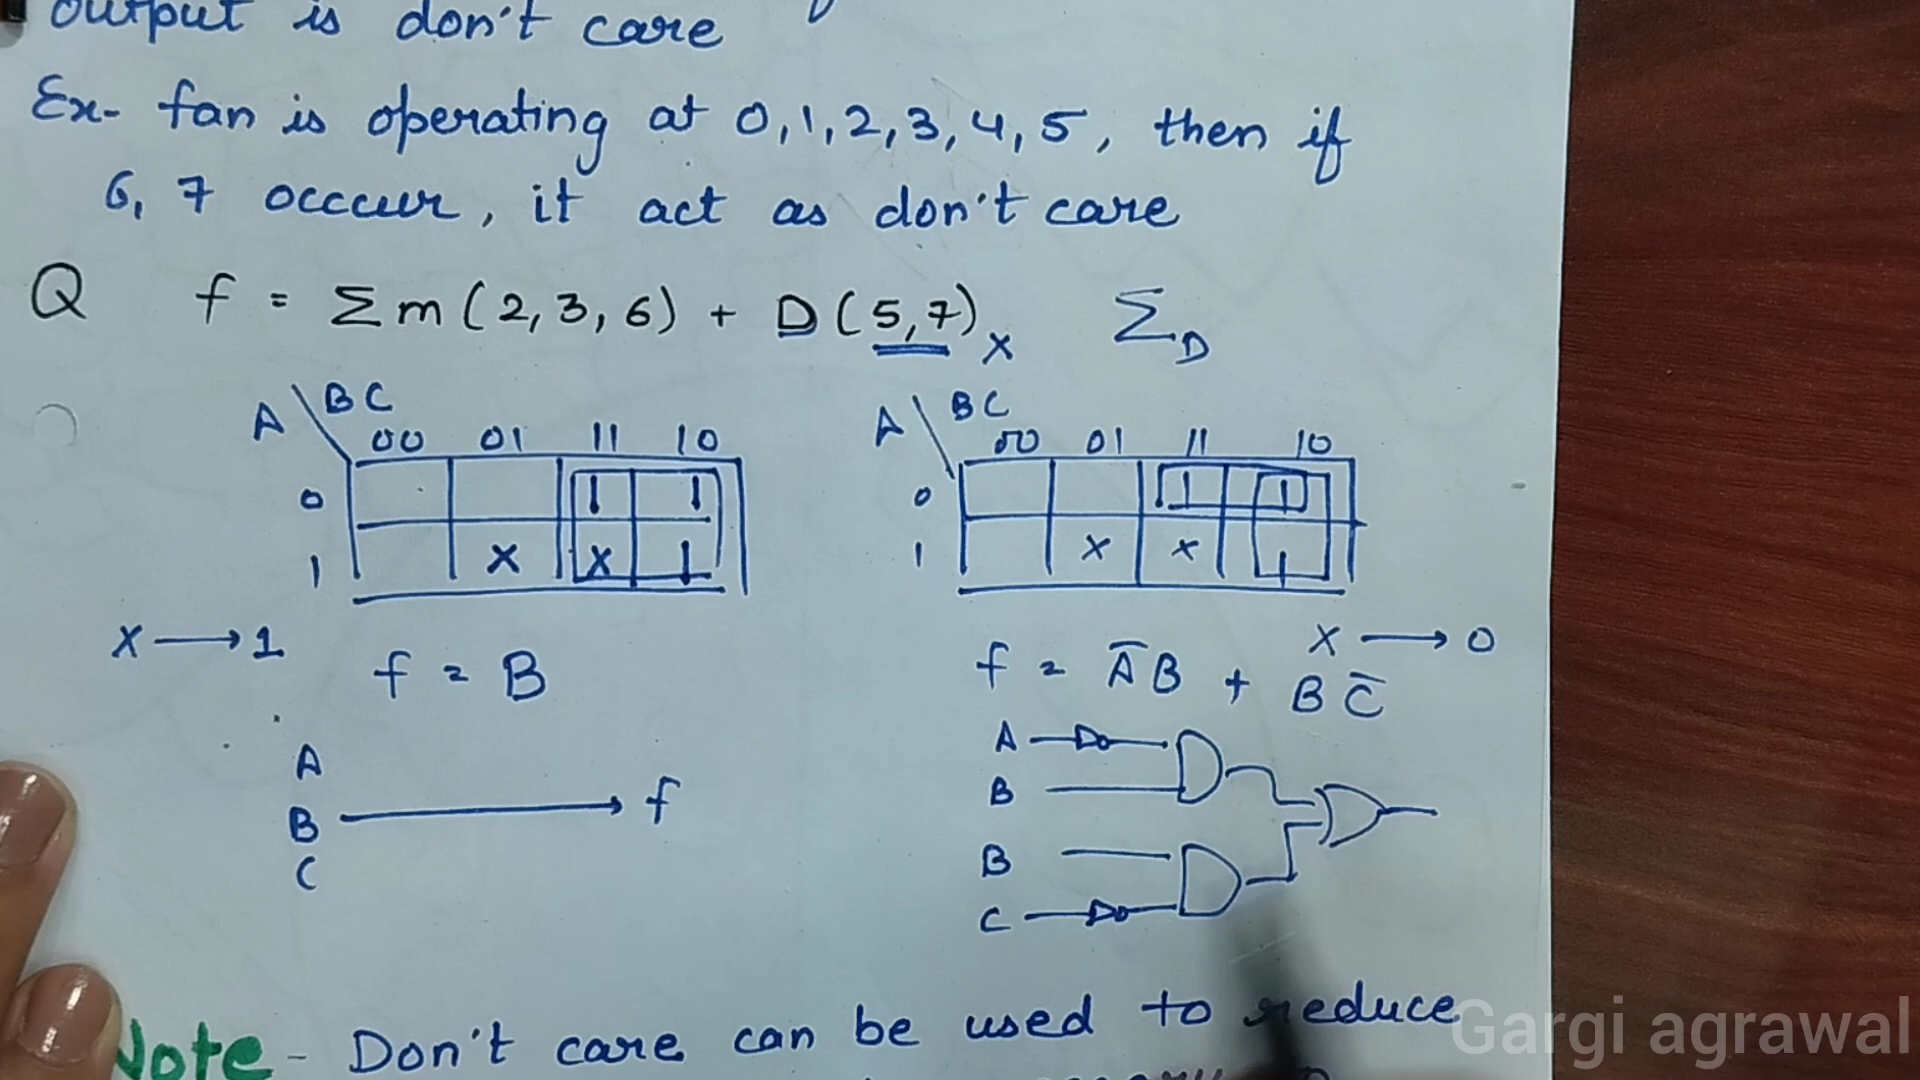 output is don't care
Ex- fan is operating at 0,1,2,3,4,5, then if
6, 7 occcur, it act as don't care
Q f = Σm(2,3,6) + D(5,7) x ΣD
A \ BC
00 01 11 10
0 1 1
1 x x 1
x → 1
f = B
A
B → f
C
A \ BC
00 01 11 10
0 1 1
1 x x 1
x → 0
f = A̅B + BC̅
A
B
B
C
Note - Don't care can be used to reduce
Gargi agrawal